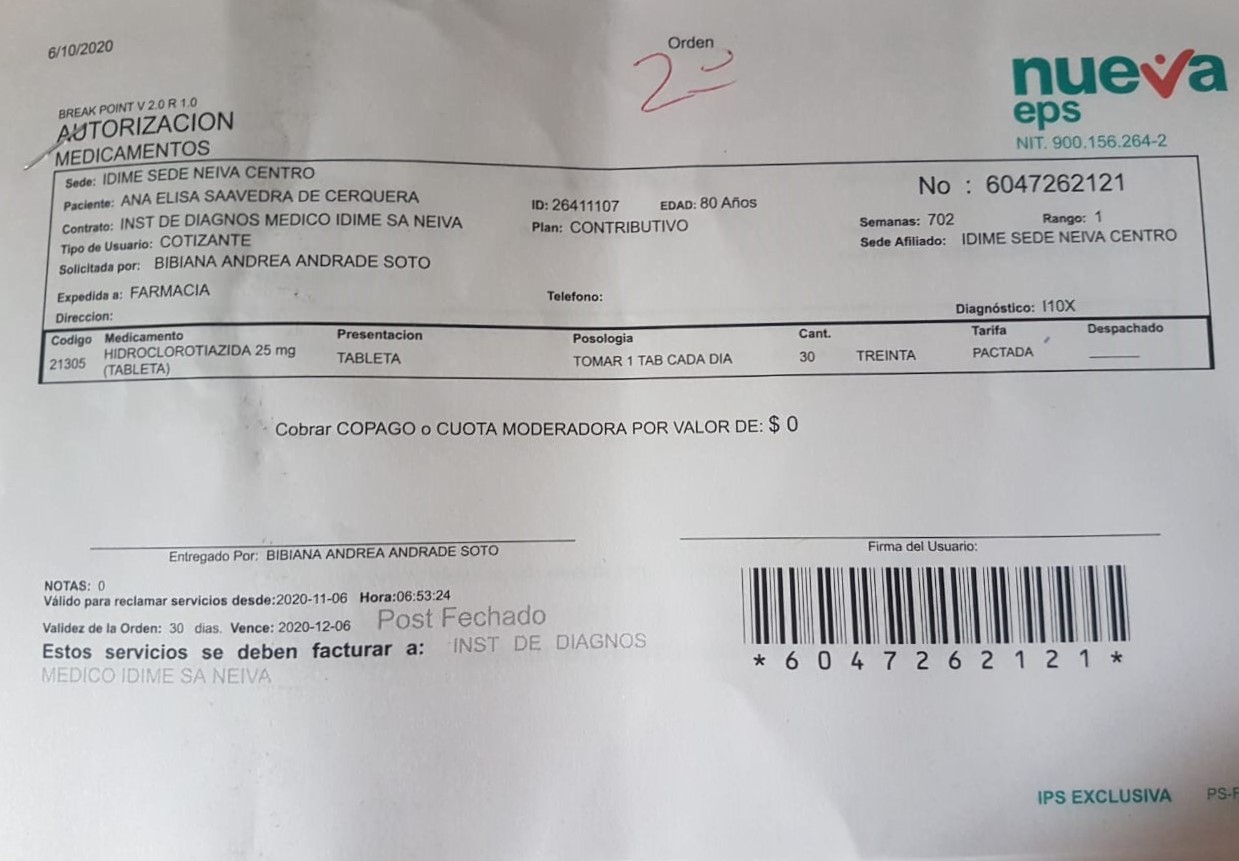 6/10/2020
Orden
2
nueva
eps
NIT. 900.156.264-2
BREAK POINT V 2.0 R 1.0
AUTORIZACION
MEDICAMENTOS
Sede: IDIME SEDE NEIVA CENTRO
No : 6047262121
Paciente: ANA ELISA SAAVEDRA DE CERQUERA ID: 26411107 EDAD: 80 Años
Contrato: INST DE DIAGNOS MEDICO IDIME SA NEIVA Plan: CONTRIBUTIVO Semanas: 702 Rango: 1
Tipo de Usuario: COTIZANTE Sede Afiliado: IDIME SEDE NEIVA CENTRO
Solicitada por: BIBIANA ANDREA ANDRADE SOTO
Expedida a: FARMACIA Telefono:
Direccion: Diagnóstico: I10X
Codigo Medicamento Presentacion Posologia Cant. Tarifa Despachado
21305 HIDROCLOROTIAZIDA 25 mg TABLETA TOMAR 1 TAB CADA DIA 30 TREINTA PACTADA
(TABLETA)
Cobrar COPAGO o CUOTA MODERADORA POR VALOR DE: $ 0
Entregado Por: BIBIANA ANDREA ANDRADE SOTO
Firma del Usuario:
NOTAS: 0
Válido para reclamar servicios desde:2020-11-06 Hora:06:53:24
Validez de la Orden: 30 dias. Vence: 2020-12-06 Post Fechado
Estos servicios se deben facturar a: INST DE DIAGNOS
MEDICO IDIME SA NEIVA
*6047262121*
IPS EXCLUSIVA